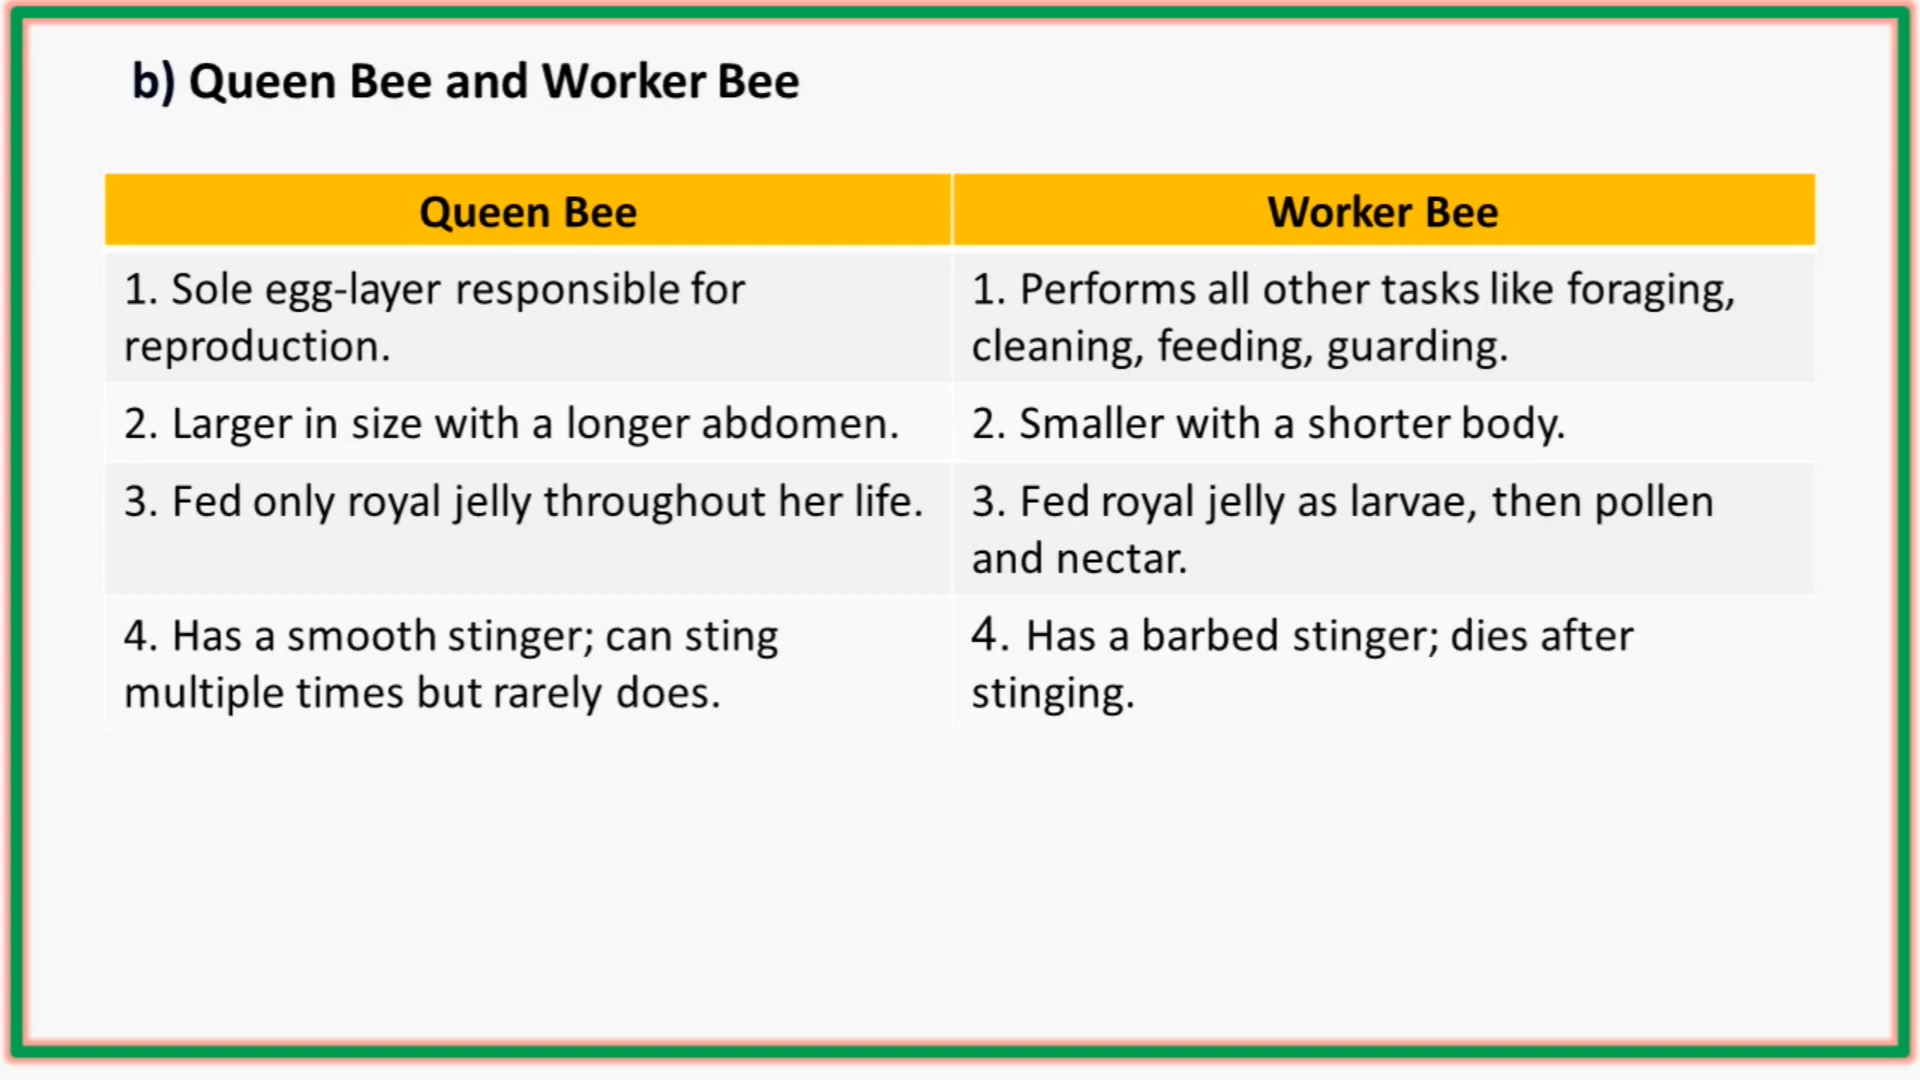 b) Queen Bee and Worker Bee
Queen Bee
Worker Bee
1. Sole egg-layer responsible for
reproduction.
1. Performs all other tasks like foraging,
cleaning, feeding, guarding.
2. Larger in size with a longer abdomen.
2. Smaller with a shorter body.
3. Fed only royal jelly throughout her life.
3. Fed royal jelly as larvae, then pollen
and nectar.
4. Has a smooth stinger; can sting
multiple times but rarely does.
4. Has a barbed stinger; dies after
stinging.